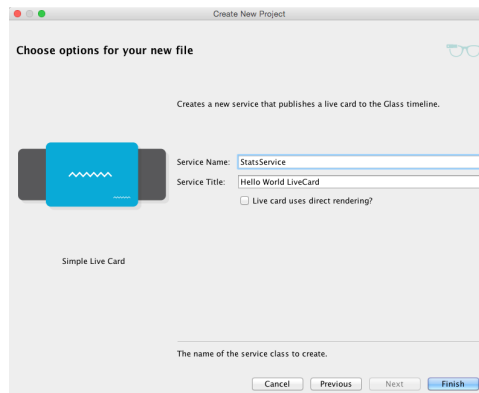 Create New Project
Choose options for your new file
Creates a new service that publishes a live card to the Glass timeline.
Service Name: StatsService
Service Title: Hello World LiveCard
Live card uses direct rendering?
Simple Live Card
The name of the service class to create.
Cancel Previous Next Finish